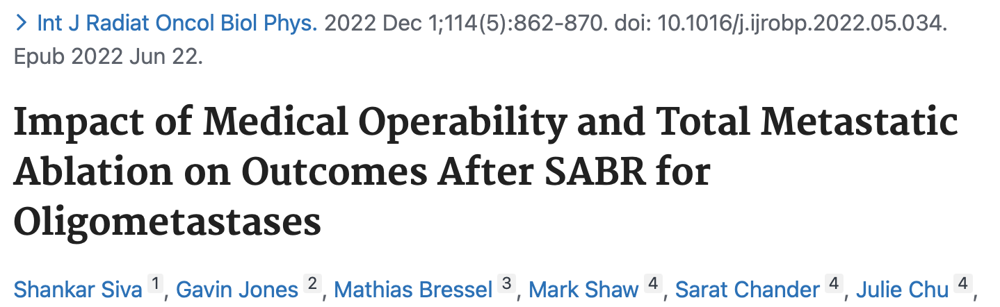 > Int J Radiat Oncol Biol Phys. 2022 Dec 1;114(5):862-870. doi: 10.1016/j.ijrobp.2022.05.034.
Epub 2022 Jun 22.
Impact of Medical Operability and Total Metastatic
Ablation on Outcomes After SABR for
Oligometastases
Shankar Siva 1, Gavin Jones 2, Mathias Bressel 3, Mark Shaw 4, Sarat Chander 4, Julie Chu 4,